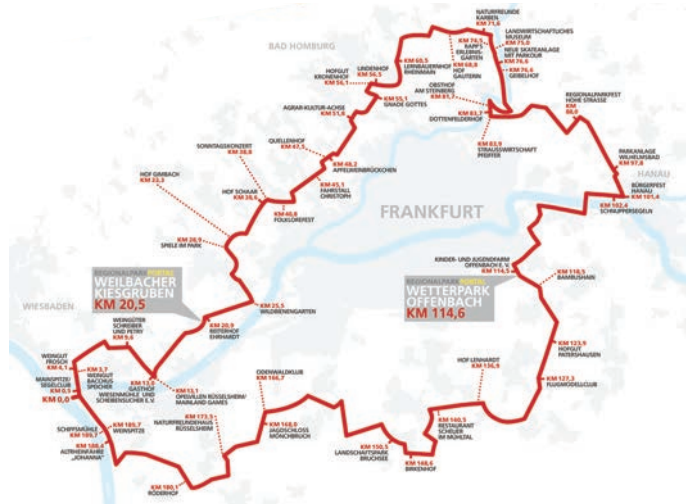 NATURFREUNDE
KARBEN
KM 71,6
BAD HOMBURG
KM 74,5
RAPP'S
ERLEBNIS-
GARTEN
LANDWIRTSCHAFTLICHES
MUSEUM
KM 75,0
NEUE SKATEANLAGE
MIT PARKOUR
KM 76,6
KM 76,6
GEIBELHOF
LINDENHOF
KM 56,5
KM 60,5
LERNBAUERNHOF
RHEINMAIN
KM 68,8
HOF
GAUTERIN
HOFGUT
KRONENHOF
KM 56,1
KM 55,1
GNADE GOTTES
OBSTHOF
AM STEINBERG
KM 81,7
KM 83,7
DOTTENFELDERHOF
REGIONALPARKFEST
HOHE STRASSE
KM
88,0
AGRAR-KULTUR-ACHSE
KM 51,6
KM 83,9
STRAUSSWIRTSCHAFT
PFEIFFER
QUELLENHOF
KM 47,5
KM 48,2
APFELWEINBRÜCKCHEN
SONNTAGSKONZERT
KM 38,8
PARKANLAGE
WILHELMSBAD
KM 97,8
HANAU
BÜRGERFEST
HANAU
KM 101,4
KM 102,4
SCHNUPPERSEGELN
HOF GIMBACH
KM 33,3
KM 45,1
FAHRSTALL
CHRISTOPH
HOF SCHAAR
KM 40,8
FOLKLOREFEST
FRANKFURT
KM 28,9
SPIELE IM PARK
KINDER- UND JUGENDFARM
OFFENBACH E. V.
KM 114,5
KM 118,5
BAMBUSHAIN
REGIONALPARK PORTAL
WEILBACHER
KIESGRUBEN
KM 20,5
REGIONALPARK PORTAL
WETTERPARK
OFFENBACH
KM 114,6
WIESBADEN
KM 25,5
WILDBIENENGARTEN
KM 20,9
REITERHOF
EHRHARDT
WEINGÜTER
SCHREIBER
UND PETRY
KM 9,6
KM 123,9
HOFGUT
PATERSHAUSEN
WEINGUT
FROSCH
KM 4,1
KM 3,7
WEINGUT
BACCHUS
SPEICHER
HOF LENHARDT
KM 136,9
ODENWALDKLUB
KM 166,7
KM 127,3
FLUGMODELLCLUB
MAINSPITZE/
SEGELCLUB
KM 0,5
KM 0,0
KM 13,0
GASTHOF
WIESENMÜHLE UND
SCHEIBENSUCHER E.V.
KM 13,1
OPELVILLEN RÜSSELSHEIM/
MAINLAND GAMES
KM 173,5
NATURFREUNDEHAUS
RÜSSELSHEIM
KM 168,0
JAGDSCHLOSS
MÖNCHBRUCH
KM 140,5
RESTAURANT
SCHEUER
IM MÜHLTAL
SCHIFFSMÜHLE
KM 189,7
KM 185,7
WEINSPITZE
KM 188,4
ALTRHEINFÄHRE
„JOHANNA"
KM 150,5
LANDSCHAFTSPARK
BRUCHSEE
KM 148,6
BIRKENHOF
KM 180,1
RÖDERHOF